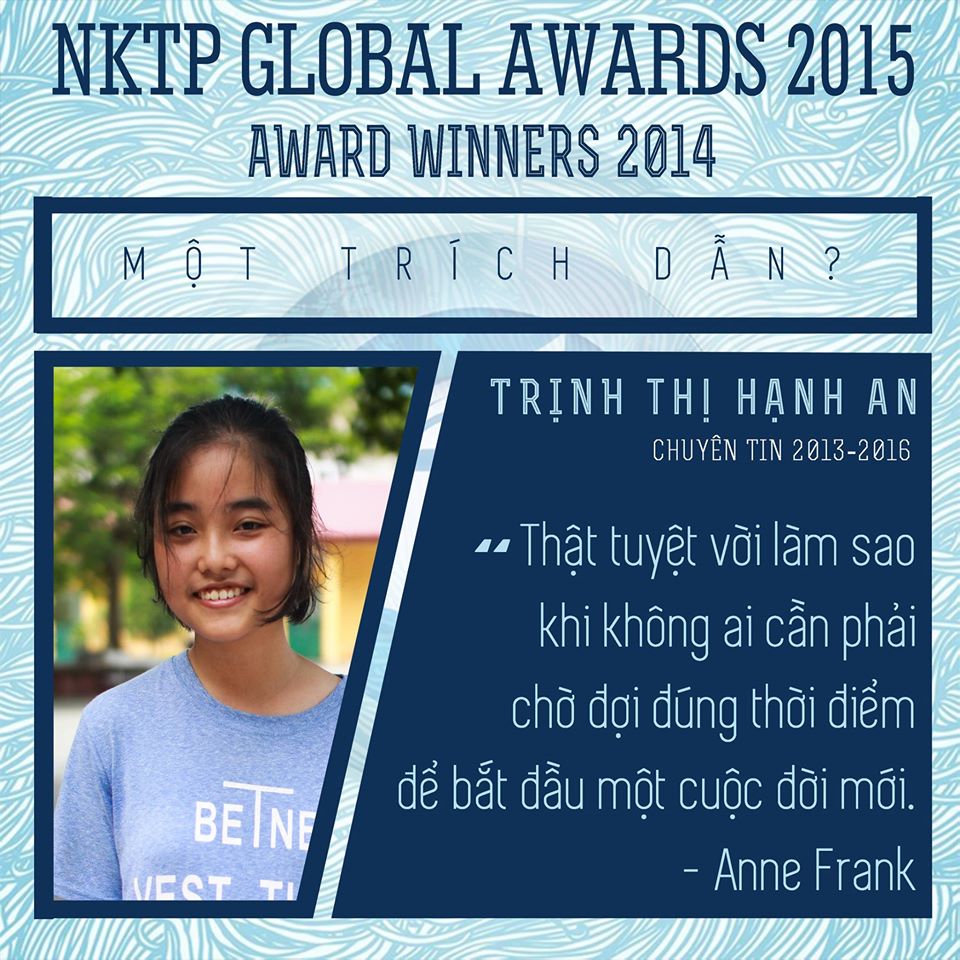 NKTP GLOBAL AWARDS 2015
AWARD WINNERS 2014
MỘT TRÍCH DẪN?
TRỊNH THỊ HẠNH AN
CHUYÊN TIN 2013-2016
“Thật tuyệt vời làm sao
khi không ai cần phải
chờ đợi đúng thời điểm
để bắt đầu một cuộc đời mới.
- Anne Frank